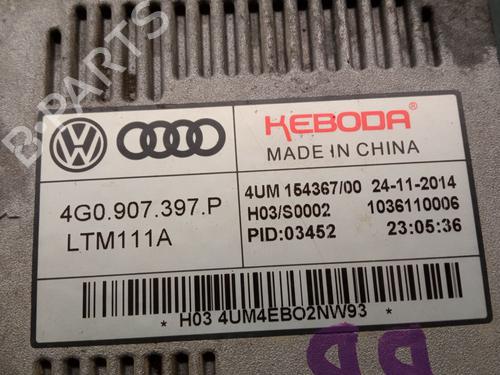 B-PARTS
KEBODA®
MADE IN CHINA
4G0.907.397.P
LTM111A
4UM 154367/00 24-11-2014
H03/S0002 1036110006
PID:03452 23:05:36
* H03 4UM4EBO2NW93 *